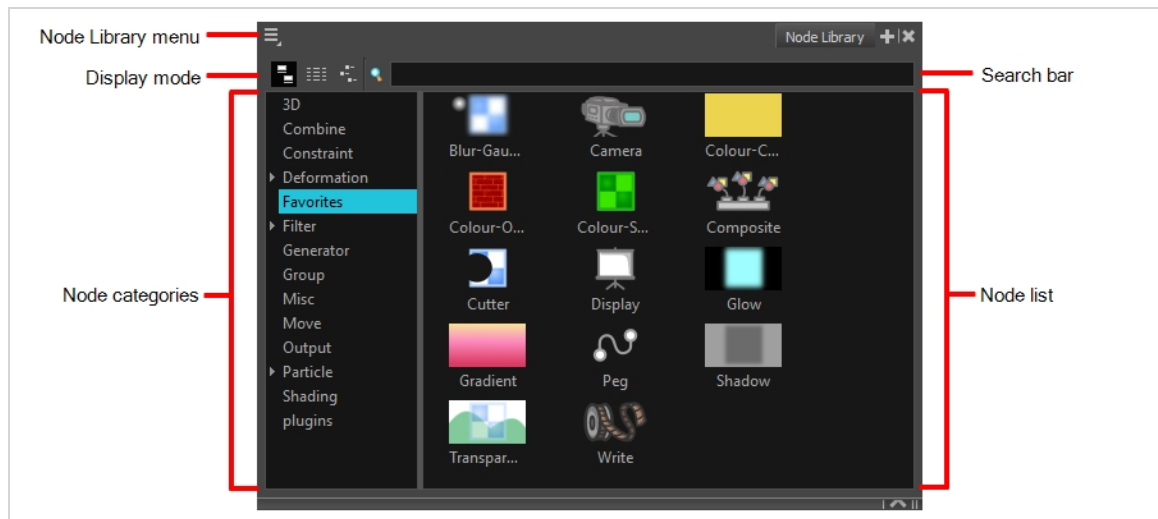 Node Library menu
Node Library
Display mode
Search bar
Node categories
3D
Combine
Constraint
Deformation
Favorites
Filter
Generator
Group
Misc
Move
Output
Particle
Shading
plugins
Blur-Gau... Camera Colour-C...
Colour-O... Colour-S... Composite
Cutter Display Glow
Gradient Peg Shadow
Transpar... Write
Node list